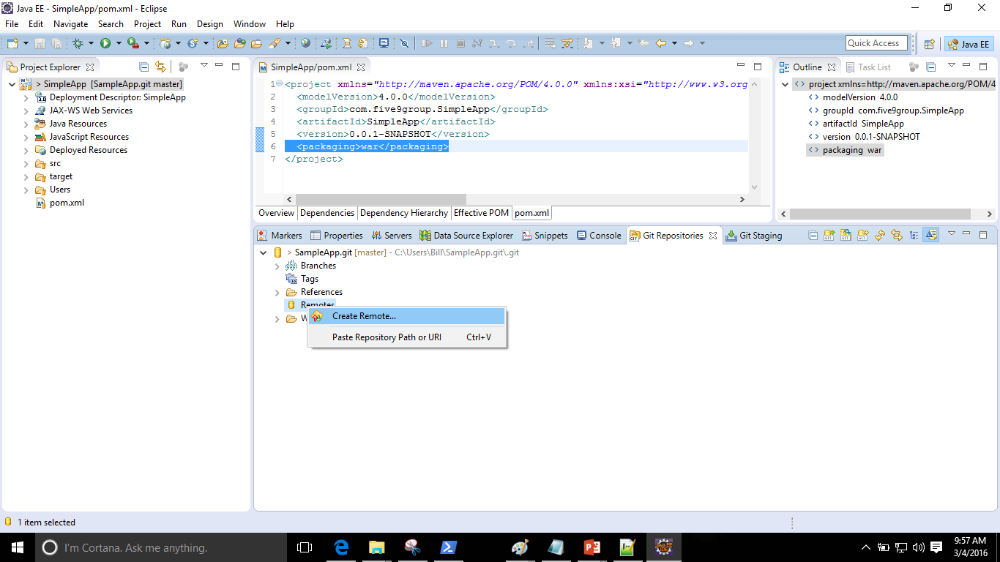 Java EE - SimpleApp/pom.xml - Eclipse
File Edit Navigate Search Project Run Design Window Help
Quick Access
Java EE
Project Explorer
> SimpleApp [SampleApp.git master]
Deployment Descriptor: SimpleApp
JAX-WS Web Services
Java Resources
JavaScript Resources
Deployed Resources
src
target
Users
pom.xml
SimpleApp/pom.xml
1 <project xmlns="http://maven.apache.org/POM/4.0.0" xmlns:xsi="http://www.w3.org
2 <modelVersion>4.0.0</modelVersion>
3 <groupId>com.five9group.SimpleApp</groupId>
4 <artifactId>SimpleApp</artifactId>
5 <version>0.0.1-SNAPSHOT</version>
6 <packaging>war</packaging>
7 </project>
Overview Dependencies Dependency Hierarchy Effective POM pom.xml
Outline Task List
project xmlns=http://maven.apache.org/POM/4
modelVersion 4.0.0
groupId com.five9group.SimpleApp
artifactId SimpleApp
version 0.0.1-SNAPSHOT
packaging war
Markers Properties Servers Data Source Explorer Snippets Console Git Repositories Git Staging
> SampleApp.git [master] - C:\Users\Bill\SampleApp.git\.git
Branches
Tags
References
Remotes
W
Create Remote...
Paste Repository Path or URI Ctrl+V
1 item selected
I'm Cortana. Ask me anything.
9:57 AM
3/4/2016